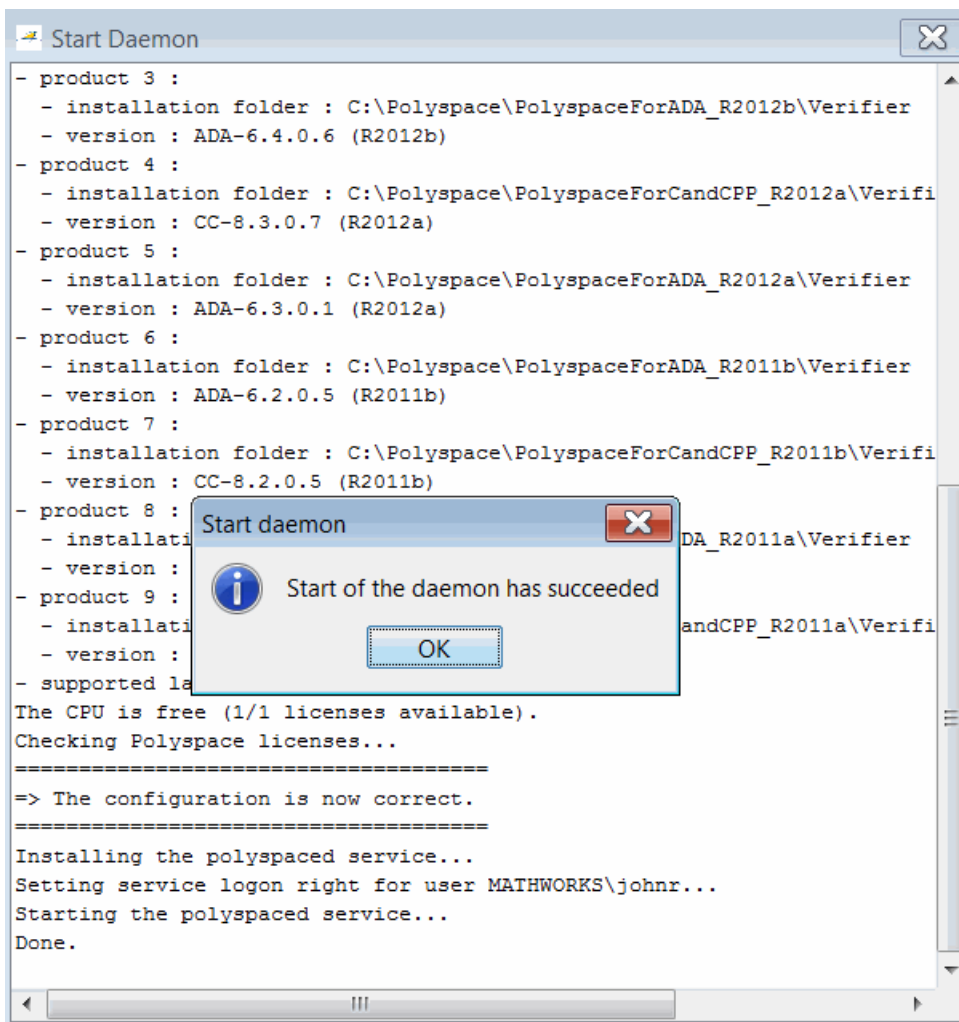 Start Daemon
- product 3 :
- installation folder : C:\Polyspace\PolyspaceForADA_R2012b\Verifier
- version : ADA-6.4.0.6 (R2012b)
- product 4 :
- installation folder : C:\Polyspace\PolyspaceForCandCPP_R2012a\Verifi
- version : CC-8.3.0.7 (R2012a)
- product 5 :
- installation folder : C:\Polyspace\PolyspaceForADA_R2012a\Verifier
- version : ADA-6.3.0.1 (R2012a)
- product 6 :
- installation folder : C:\Polyspace\PolyspaceForADA_R2011b\Verifier
- version : ADA-6.2.0.5 (R2011b)
- product 7 :
- installation folder : C:\Polyspace\PolyspaceForCandCPP_R2011b\Verifi
- version : CC-8.2.0.5 (R2011b)
- product 8 :
- installati DA_R2011a\Verifier
- version :
- product 9 :
- installati andCPP_R2011a\Verifi
- version :
- supported la
Start daemon
Start of the daemon has succeeded
OK
The CPU is free (1/1 licenses available).
Checking Polyspace licenses...
=====================================
=> The configuration is now correct.
=====================================
Installing the polyspaced service...
Setting service logon right for user MATHWORKS\johnr...
Starting the polyspaced service...
Done.